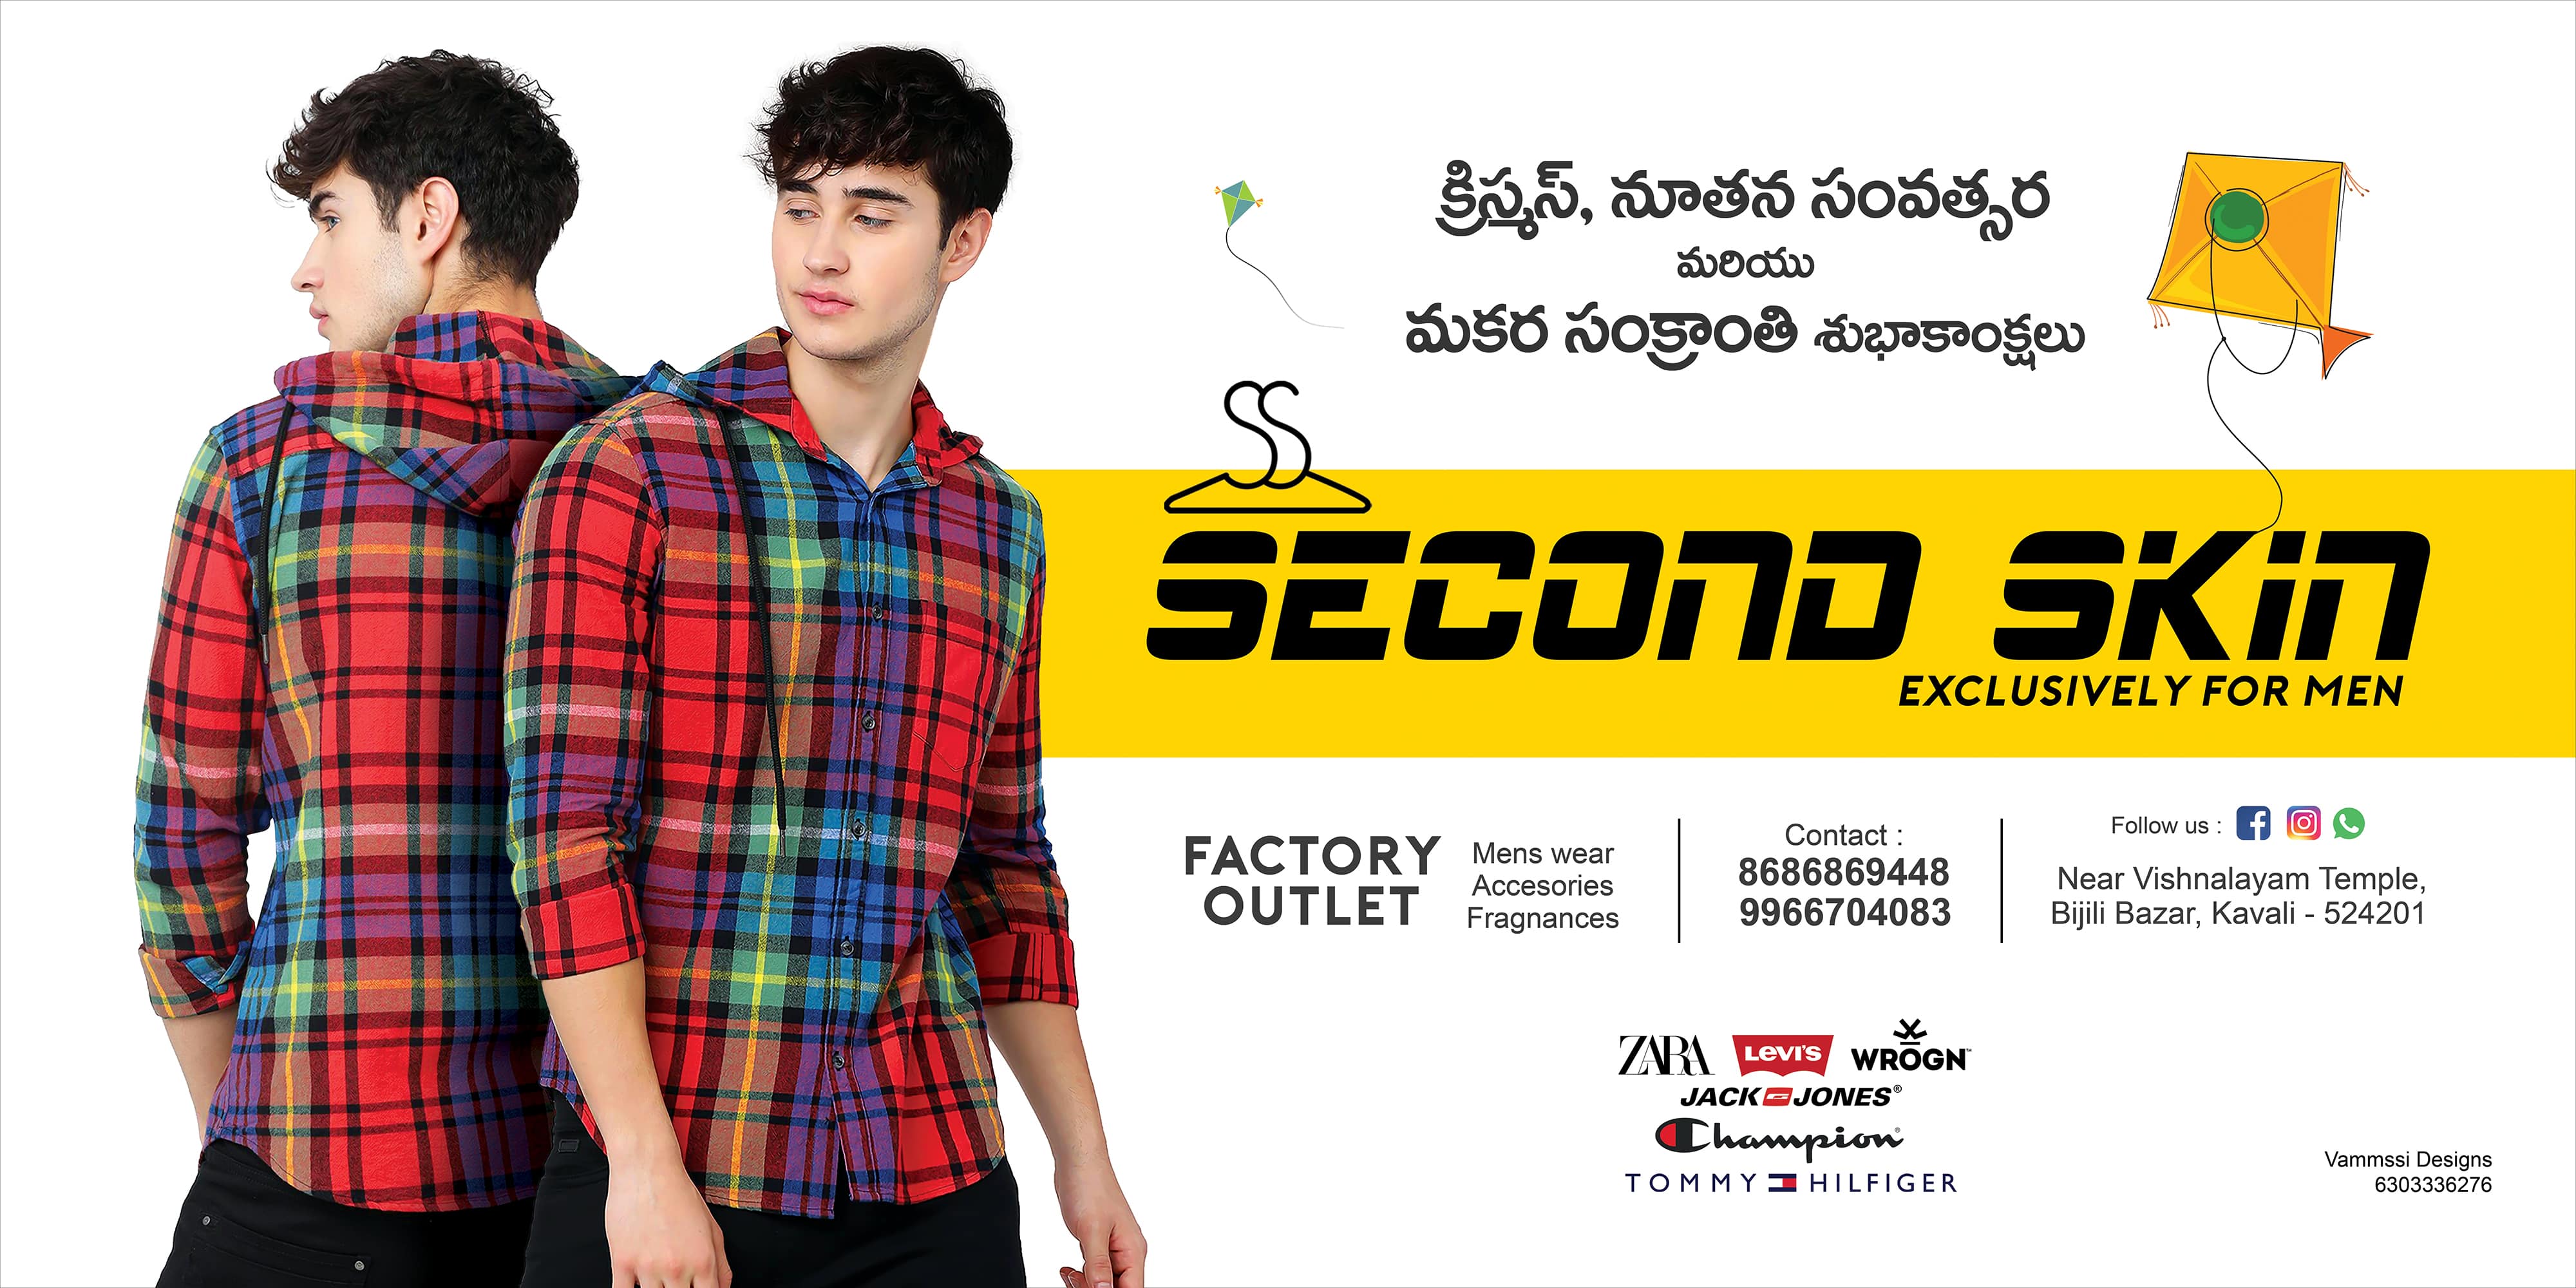 క్రిస్మస్, నూతన సంవత్సర
మరియు
మకర సంక్రాంతి శుభాకాంక్షలు
SS
SECOND SKiN
EXCLUSIVELY FOR MEN
FACTORY
OUTLET
Mens wear
Accesories
Fragnances
Contact :
8686869448
9966704083
Follow us :
Near Vishnalayam Temple,
Bijili Bazar, Kavali - 524201
ZARA LEVI'S WROGN™
JACK JONES®
Champion®
TOMMY HILFIGER
Vammssi Designs
6303336276